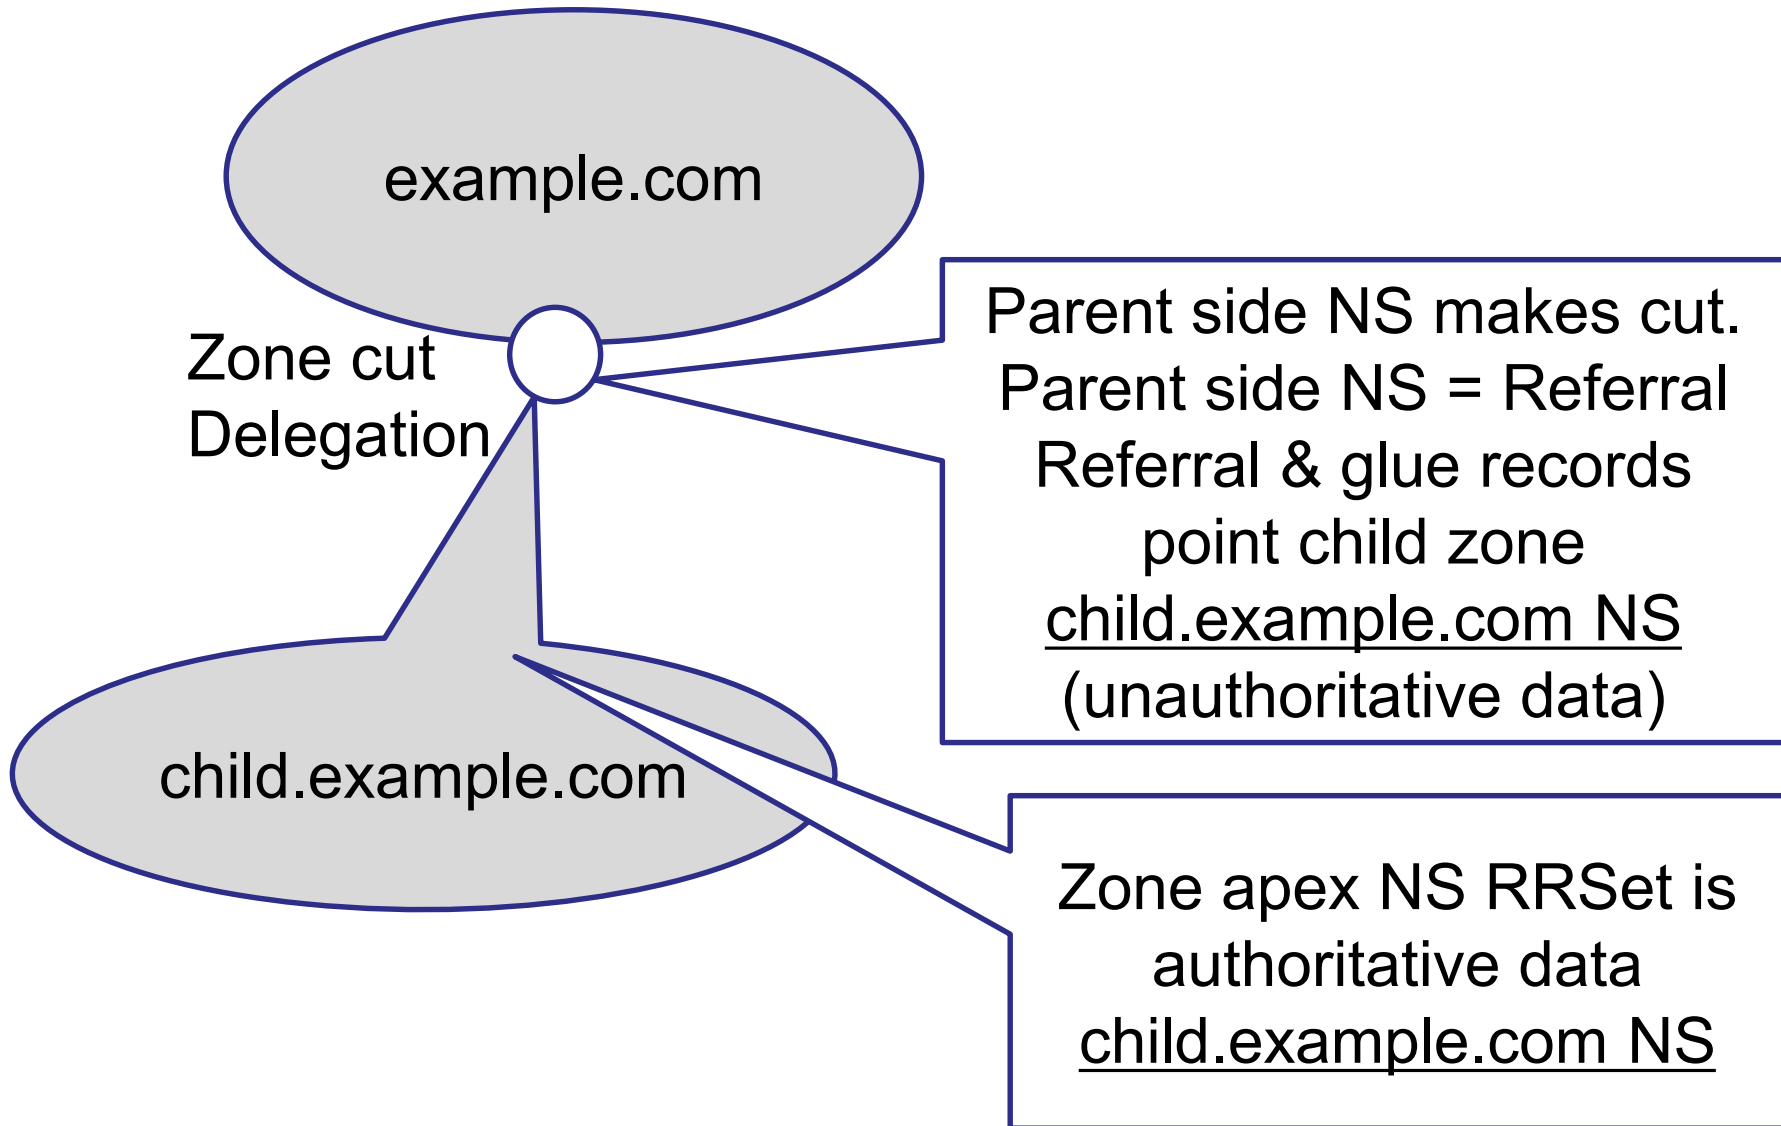 example.com
Zone cut
Delegation
Parent side NS makes cut.
Parent side NS = Referral
Referral & glue records
point child zone
child.example.com NS
(unauthoritative data)
child.example.com
Zone apex NS RRSet is
authoritative data
child.example.com NS